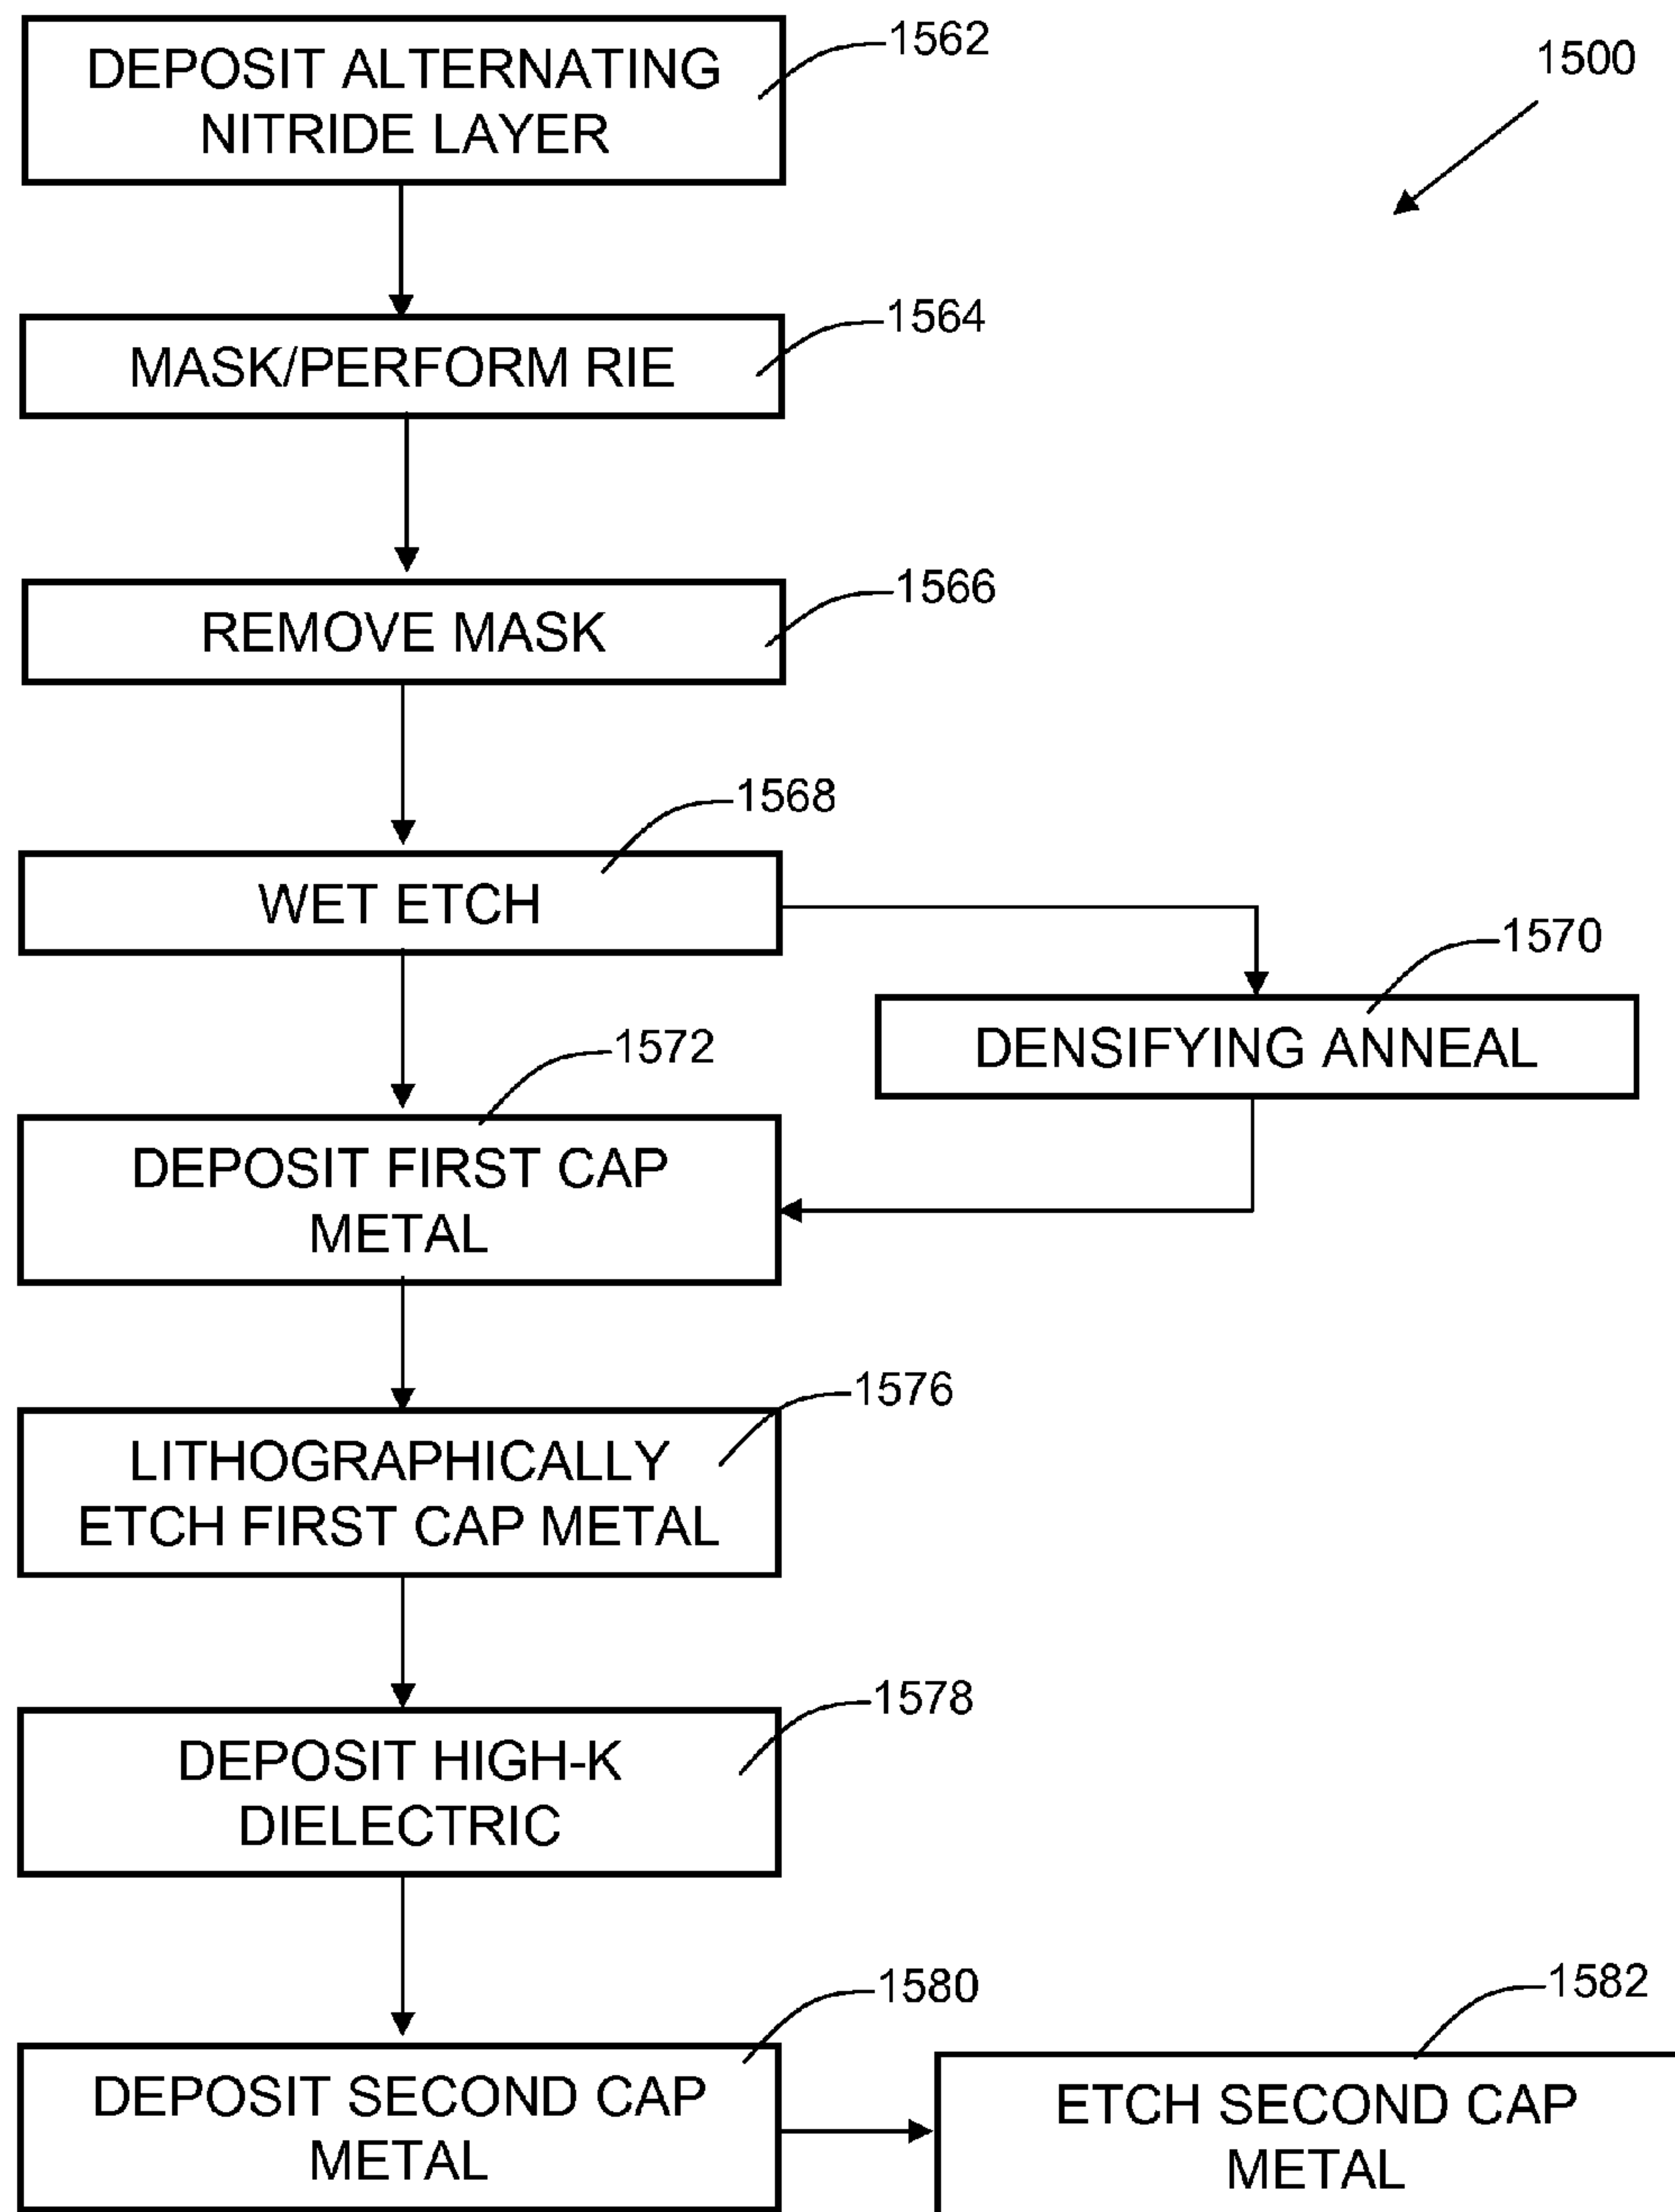 1562
1500
DEPOSIT ALTERNATING
NITRIDE LAYER
1564
MASK/PERFORM RIE
1566
REMOVE MASK
1568
WET ETCH
1570
DENSIFYING ANNEAL
1572
DEPOSIT FIRST CAP
METAL
1576
LITHOGRAPHICALLY
ETCH FIRST CAP METAL
1578
DEPOSIT HIGH-K
DIELECTRIC
1580
DEPOSIT SECOND CAP
METAL
1582
ETCH SECOND CAP
METAL